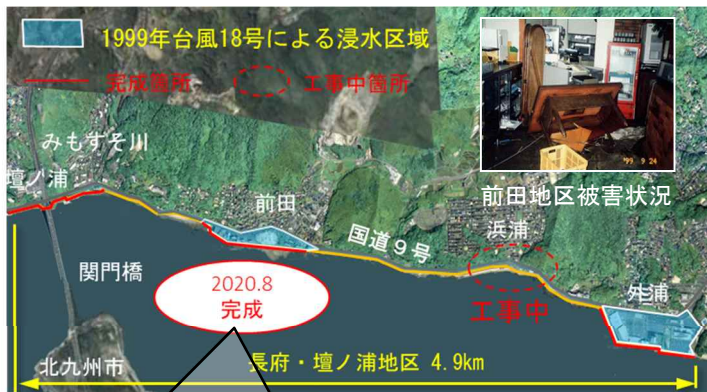 1999年台風18号による浸水区域
完成箇所
工事中箇所
みもすそ川
壇ノ浦
前田
'99 9 24
前田地区被害状況
国道9号
浜浦
関門橋
2020.8
完成
工事中
外浦
北九州市
長府・壇ノ浦地区 4.9km